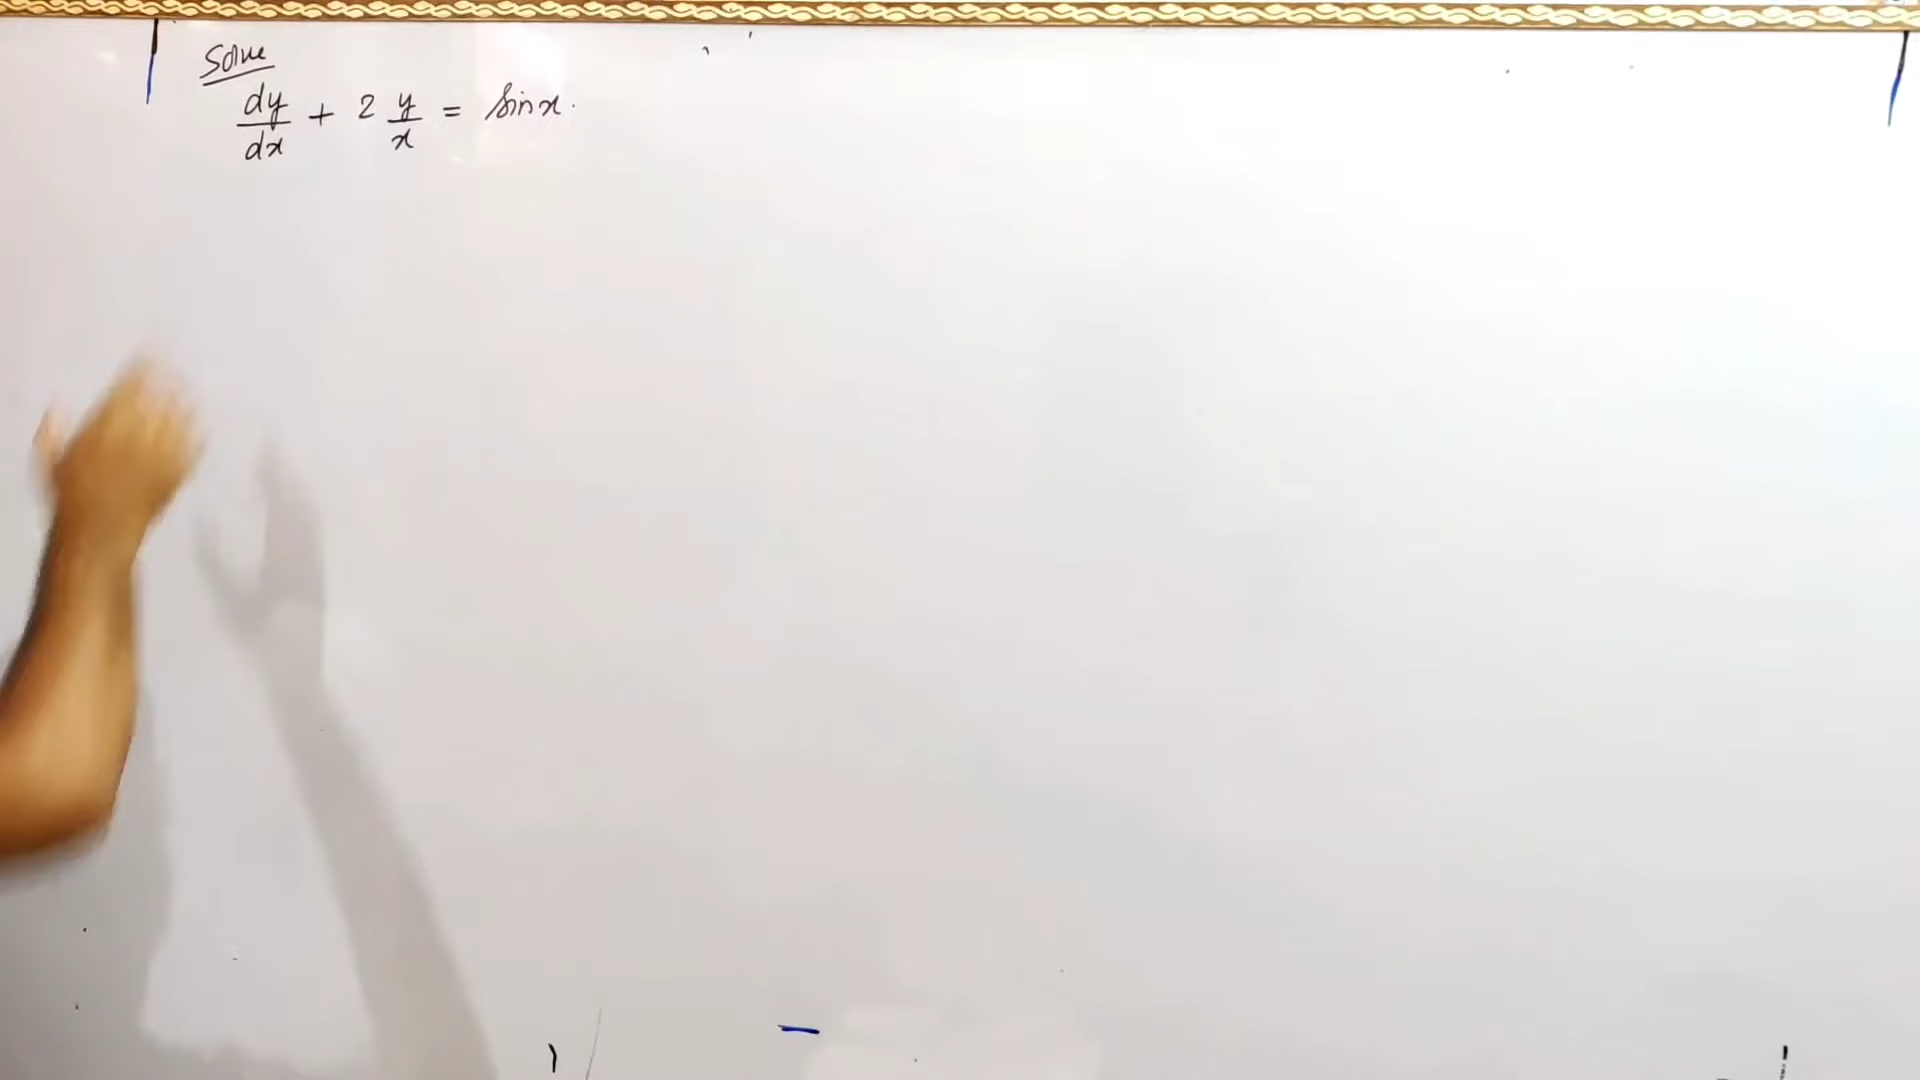 Solve
dy/dx + 2 y/x = sinx.